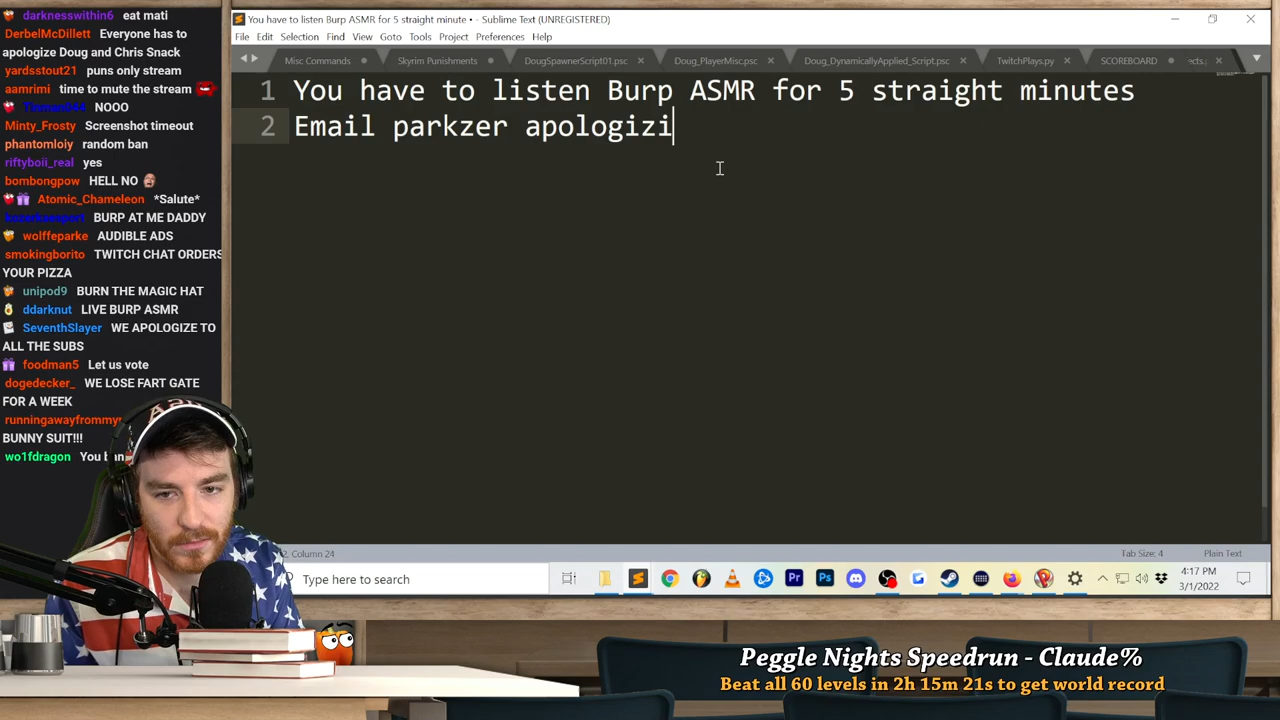 darknesswithin6 eat mati
DerbelMcDillett Everyone has to
apologize Doug and Chris Snack
yardsstout21 puns only stream
aamrimi time to mute the stream
NOOO
Minty_Frosty Screenshot timeout
phantomloiy random ban
riftyboii_real yes
bombongpow HELL NO
Atomic_Chameleon *Salute*
BURP AT ME DADDY
wolffeparke AUDIBLE ADS
smokingborito TWITCH CHAT ORDERS
YOUR PIZZA
unipod9 BURN THE MAGIC HAT
ddarknut LIVE BURP ASMR
SeventhSlayer WE APOLOGIZE TO
ALL THE SUBS
foodman5 Let us vote
dogedecker_ WE LOSE FART GATE
FOR A WEEK
runningawayfrommy
BUNNY SUIT!!!
wo1fdragon You ban
You have to listen Burp ASMR for 5 straight minute • - Sublime Text (UNREGISTERED)
File Edit Selection Find View Goto Tools Project Preferences Help
Misc Commands Skyrim Punishments DougSpawnerScript01.psc Doug_PlayerMisc.psc Doug_DynamicallyApplied_Script.psc TwitchPlays.py SCOREBOARD
1 You have to listen Burp ASMR for 5 straight minutes
2 Email parkzer apologizi
2, Column 24 Tab Size: 4 Plain Text
Type here to search
4:17 PM
3/1/2022
Peggle Nights Speedrun - Claude%
Beat all 60 levels in 2h 15m 21s to get world record